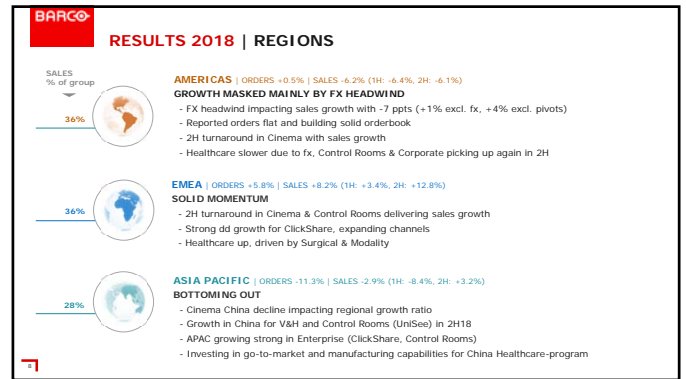 BARCO
RESULTS 2018 | REGIONS
SALES
% of group
36%
AMERICAS | ORDERS +0.5% | SALES -6.2% (1H: -6.4%, 2H: -6.1%)
GROWTH MASKED MAINLY BY FX HEADWIND
- FX headwind impacting sales growth with -7 ppts (+1% excl. fx, +4% excl. pivots)
- Reported orders flat and building solid orderbook
- 2H turnaround in Cinema with sales growth
- Healthcare slower due to fx, Control Rooms & Corporate picking up again in 2H
36%
EMEA | ORDERS +5.8% | SALES +8.2% (1H: +3.4%, 2H: +12.8%)
SOLID MOMENTUM
- 2H turnaround in Cinema & Control Rooms delivering sales growth
- Strong dd growth for ClickShare, expanding channels
- Healthcare up, driven by Surgical & Modality
28%
ASIA PACIFIC | ORDERS -11.3% | SALES -2.9% (1H: -8.4%, 2H: +3.2%)
BOTTOMING OUT
- Cinema China decline impacting regional growth ratio
- Growth in China for V&H and Control Rooms (UniSee) in 2H18
- APAC growing strong in Enterprise (ClickShare, Control Rooms)
- Investing in go-to-market and manufacturing capabilities for China Healthcare-program
8